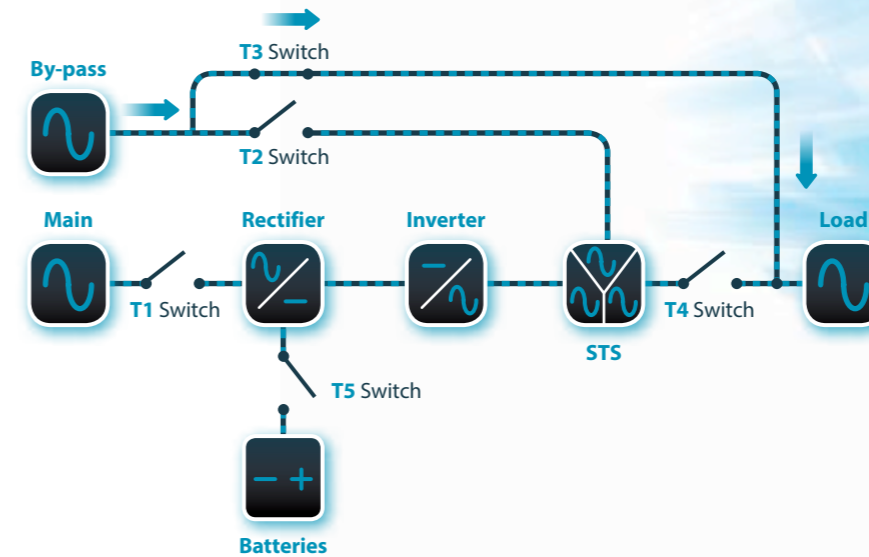 T3 Switch
By-pass
T2 Switch
Main
Rectifier
Inverter
Load
T1 Switch
T4 Switch
STS
T5 Switch
Batteries